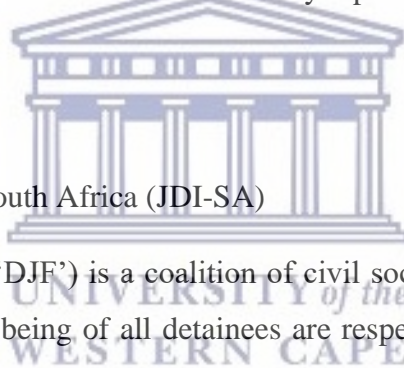 outh Africa (JDI-SA)
DJF’) is a coalition of civil soc
UNIVERSITY of the
being of all detainees are respe
WESTERN CAPE